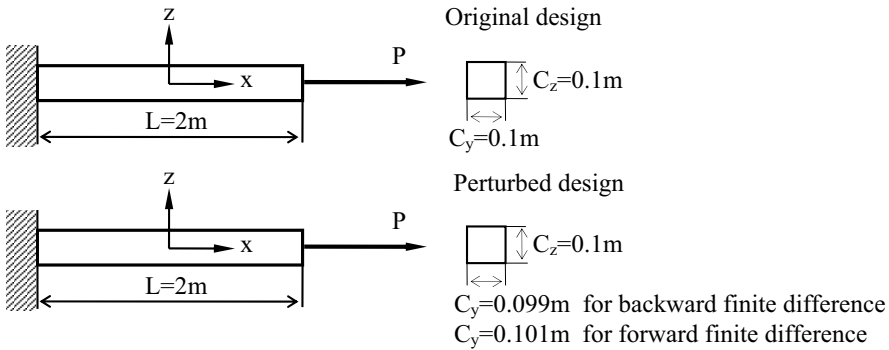 Original design
z
P
x
C_z=0.1m
L=2m
C_y=0.1m
Perturbed design
z
P
x
C_z=0.1m
L=2m
C_y=0.099m for backward finite difference
C_y=0.101m for forward finite difference